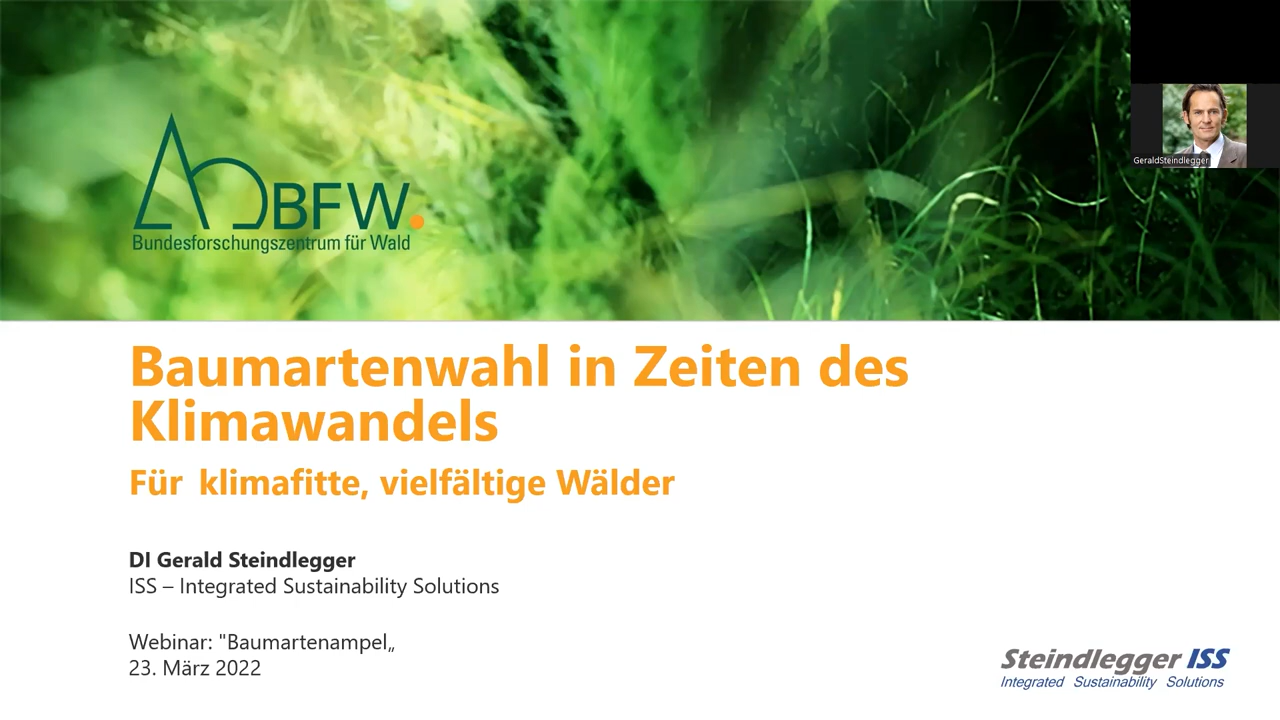 BFW.
Bundesforschungszentrum für Wald
GeraldSteindlegger
Baumartenwahl in Zeiten des
Klimawandels
Für klimafitte, vielfältige Wälder
DI Gerald Steindlegger
ISS – Integrated Sustainability Solutions
Webinar: "Baumartenampel„
23. März 2022
Steindlegger ISS
Integrated Sustainability Solutions